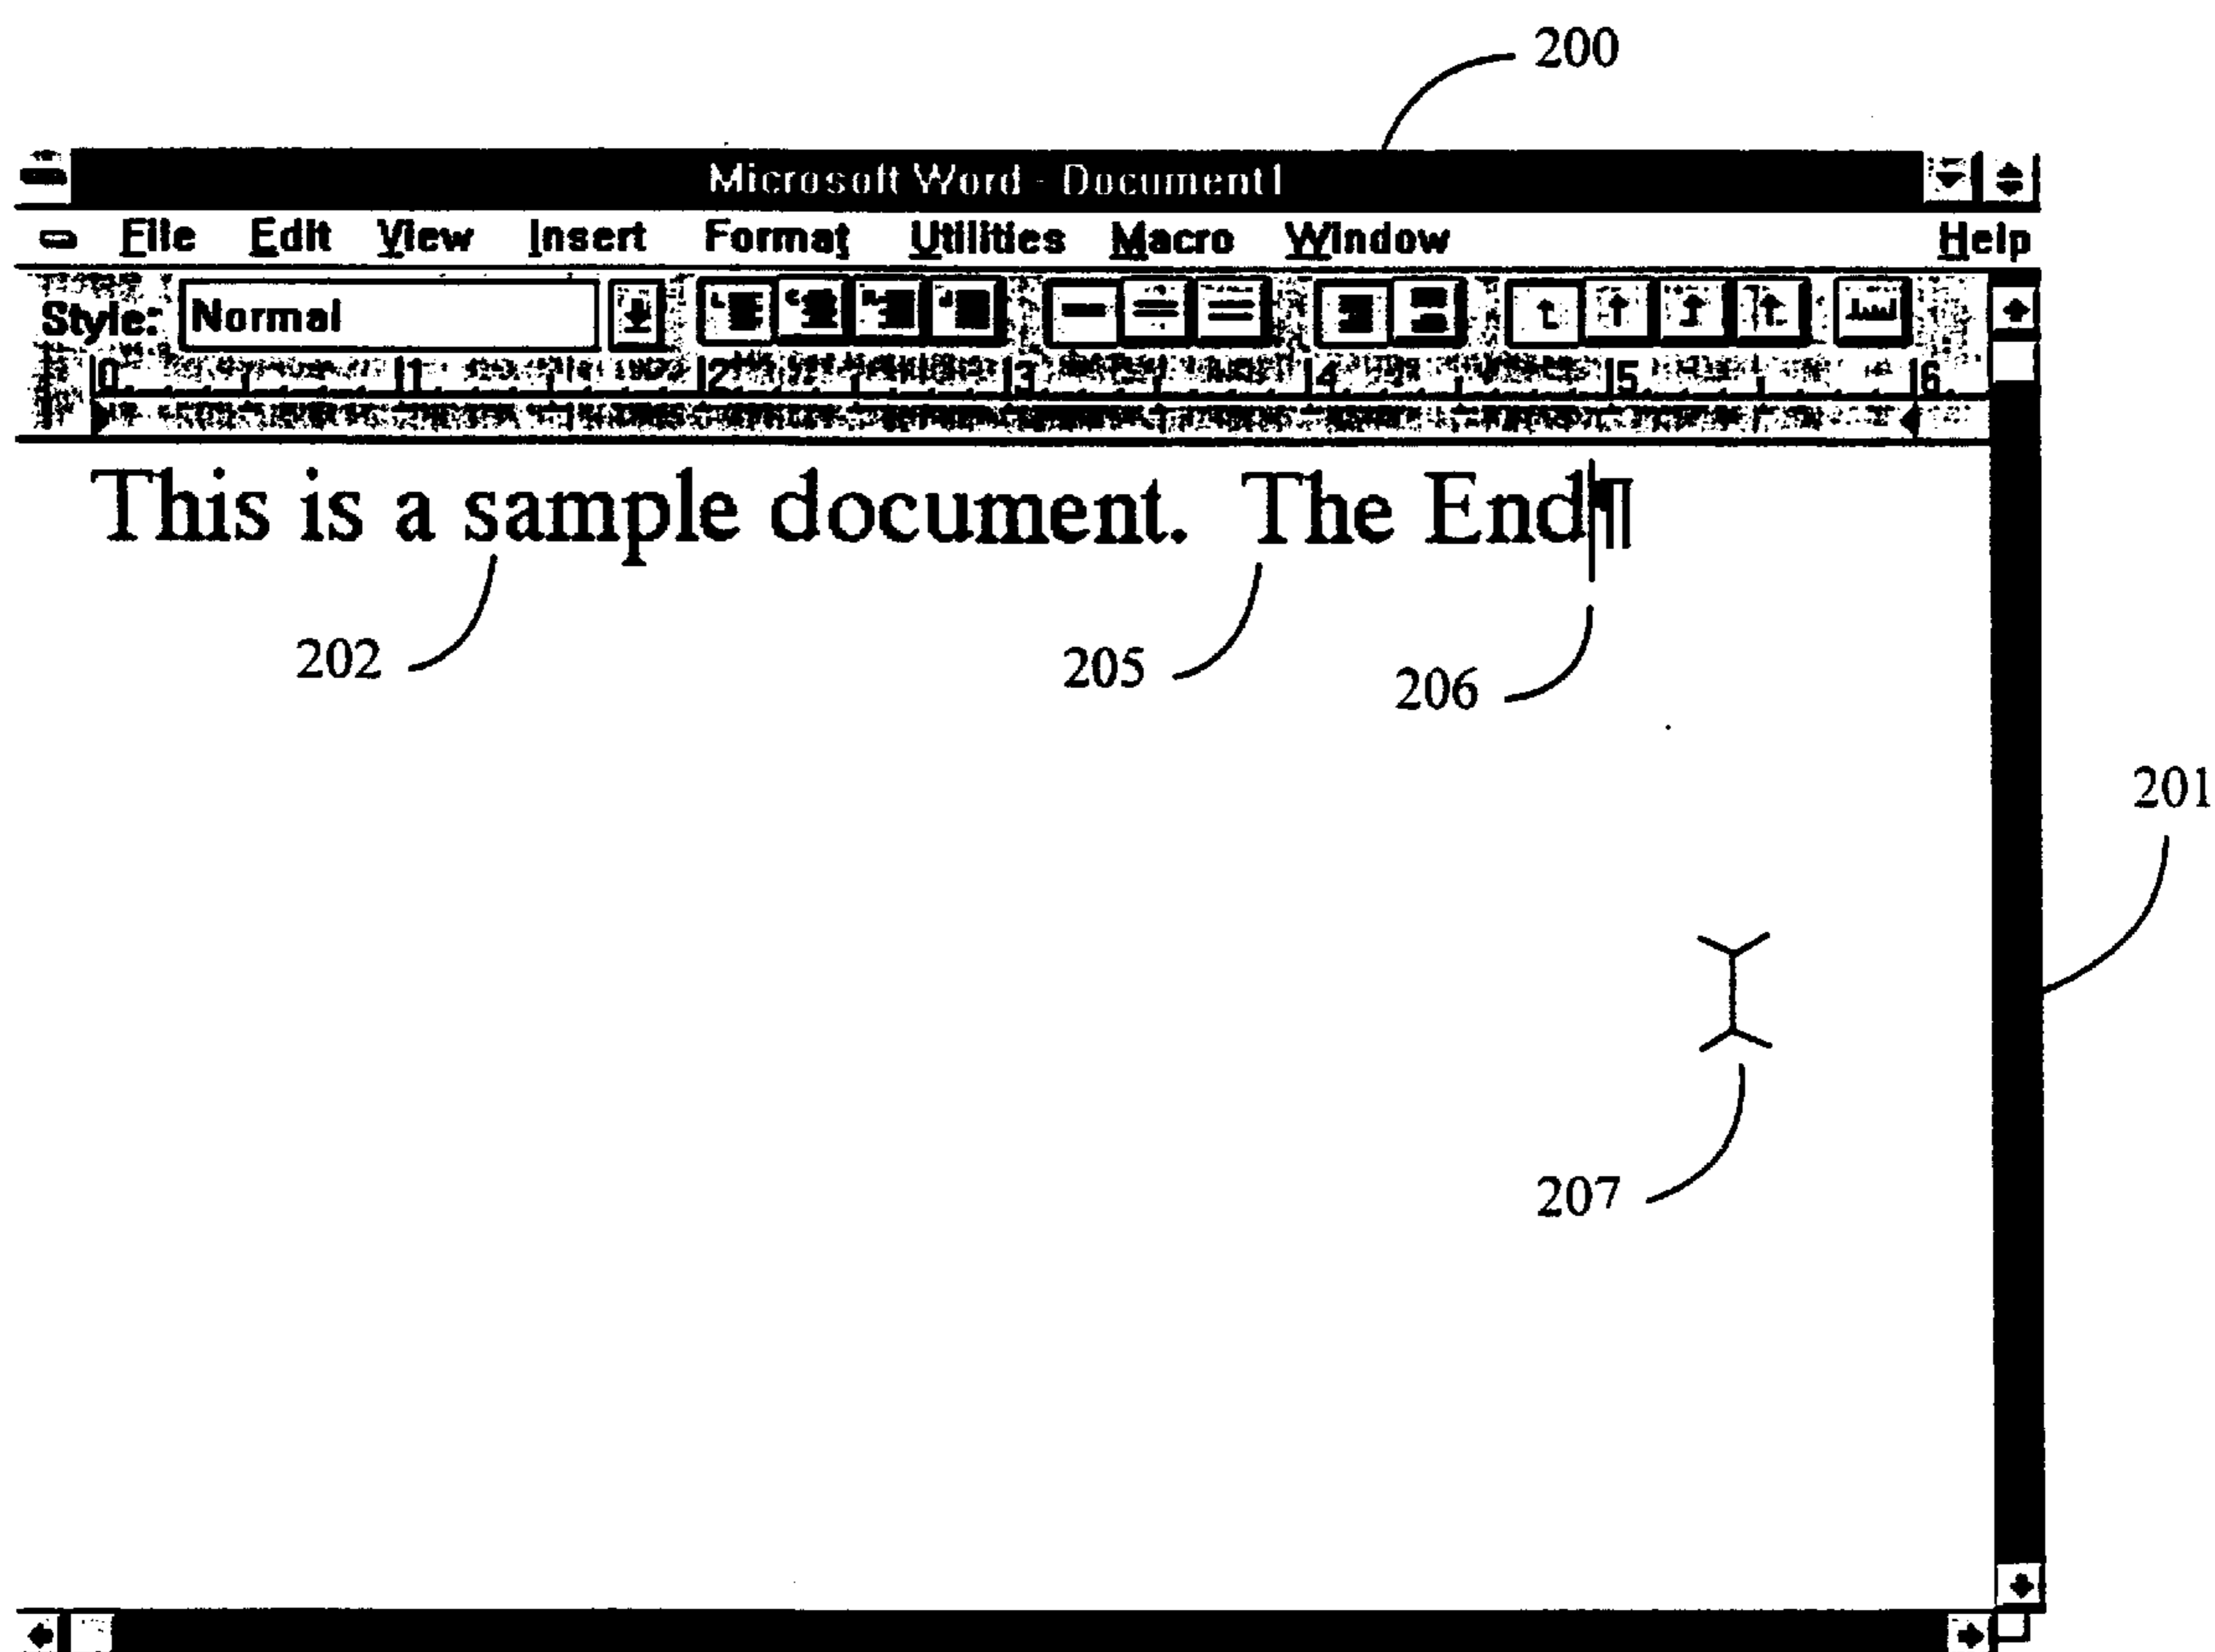 200
Microsoft Word - Document1
File Edit View Insert Format Utilities Macro Window Help
Style: Normal
0 1 2 3 4 5 6
This is a sample document.  The End¶
202 205 206
201
207